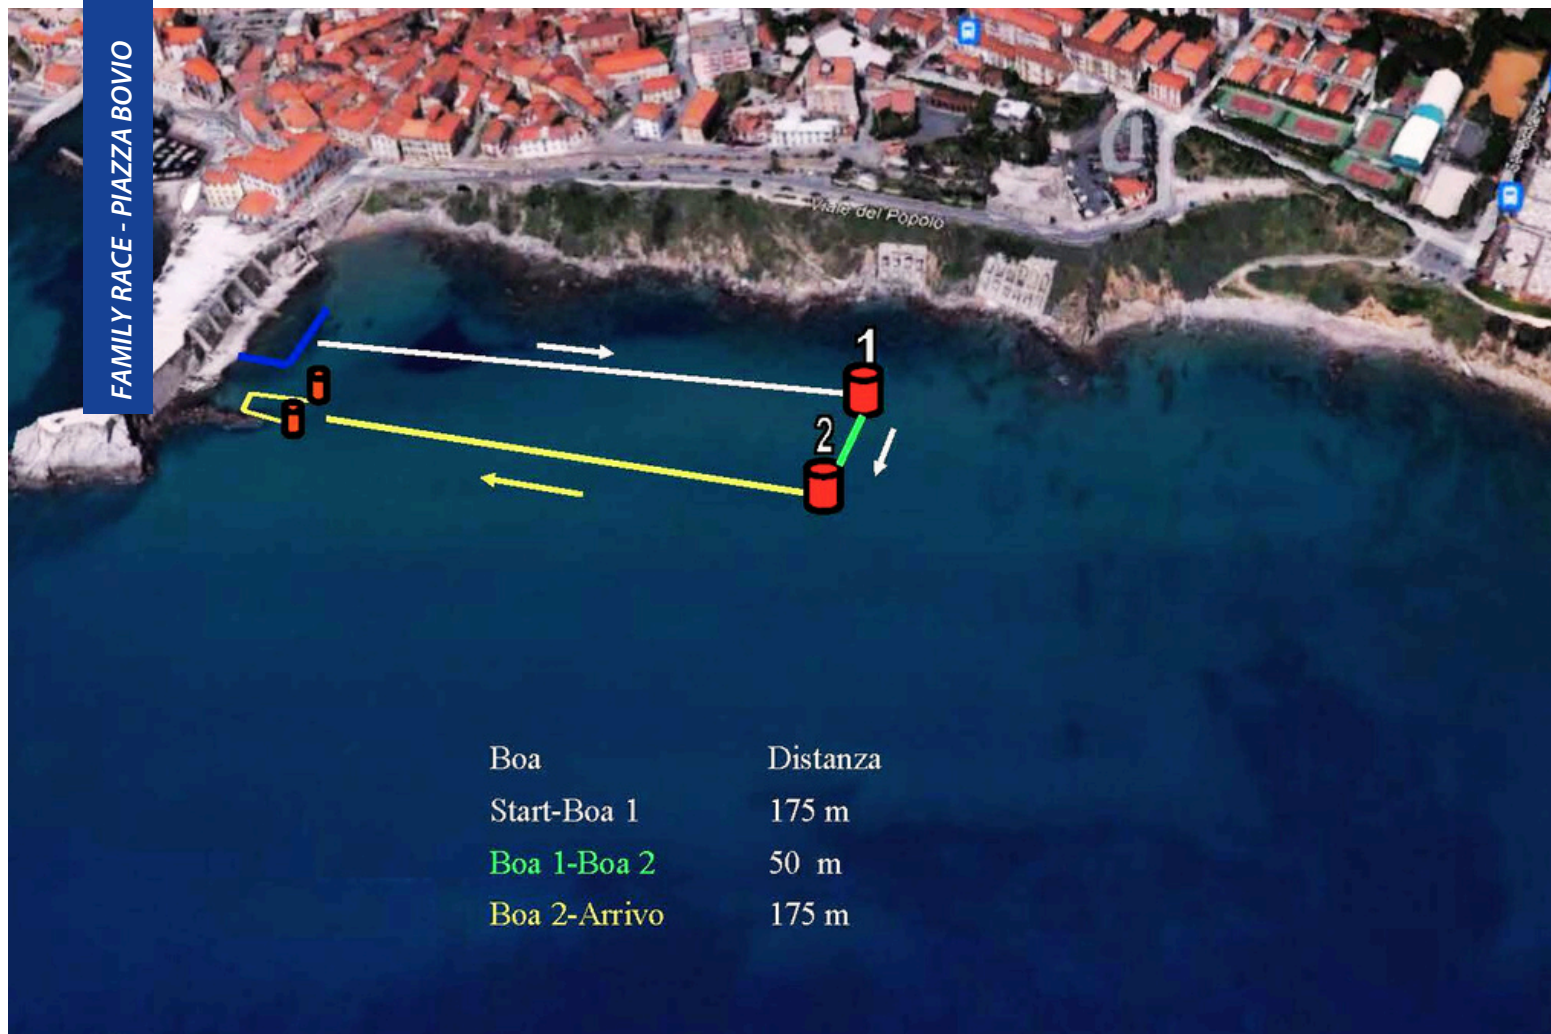 FAMILY RACE - PIAZZA BOVIO
Viale del Popolo
1
2
Boa Distanza
Start-Boa 1 175 m
Boa 1-Boa 2 50 m
Boa 2-Arrivo 175 m